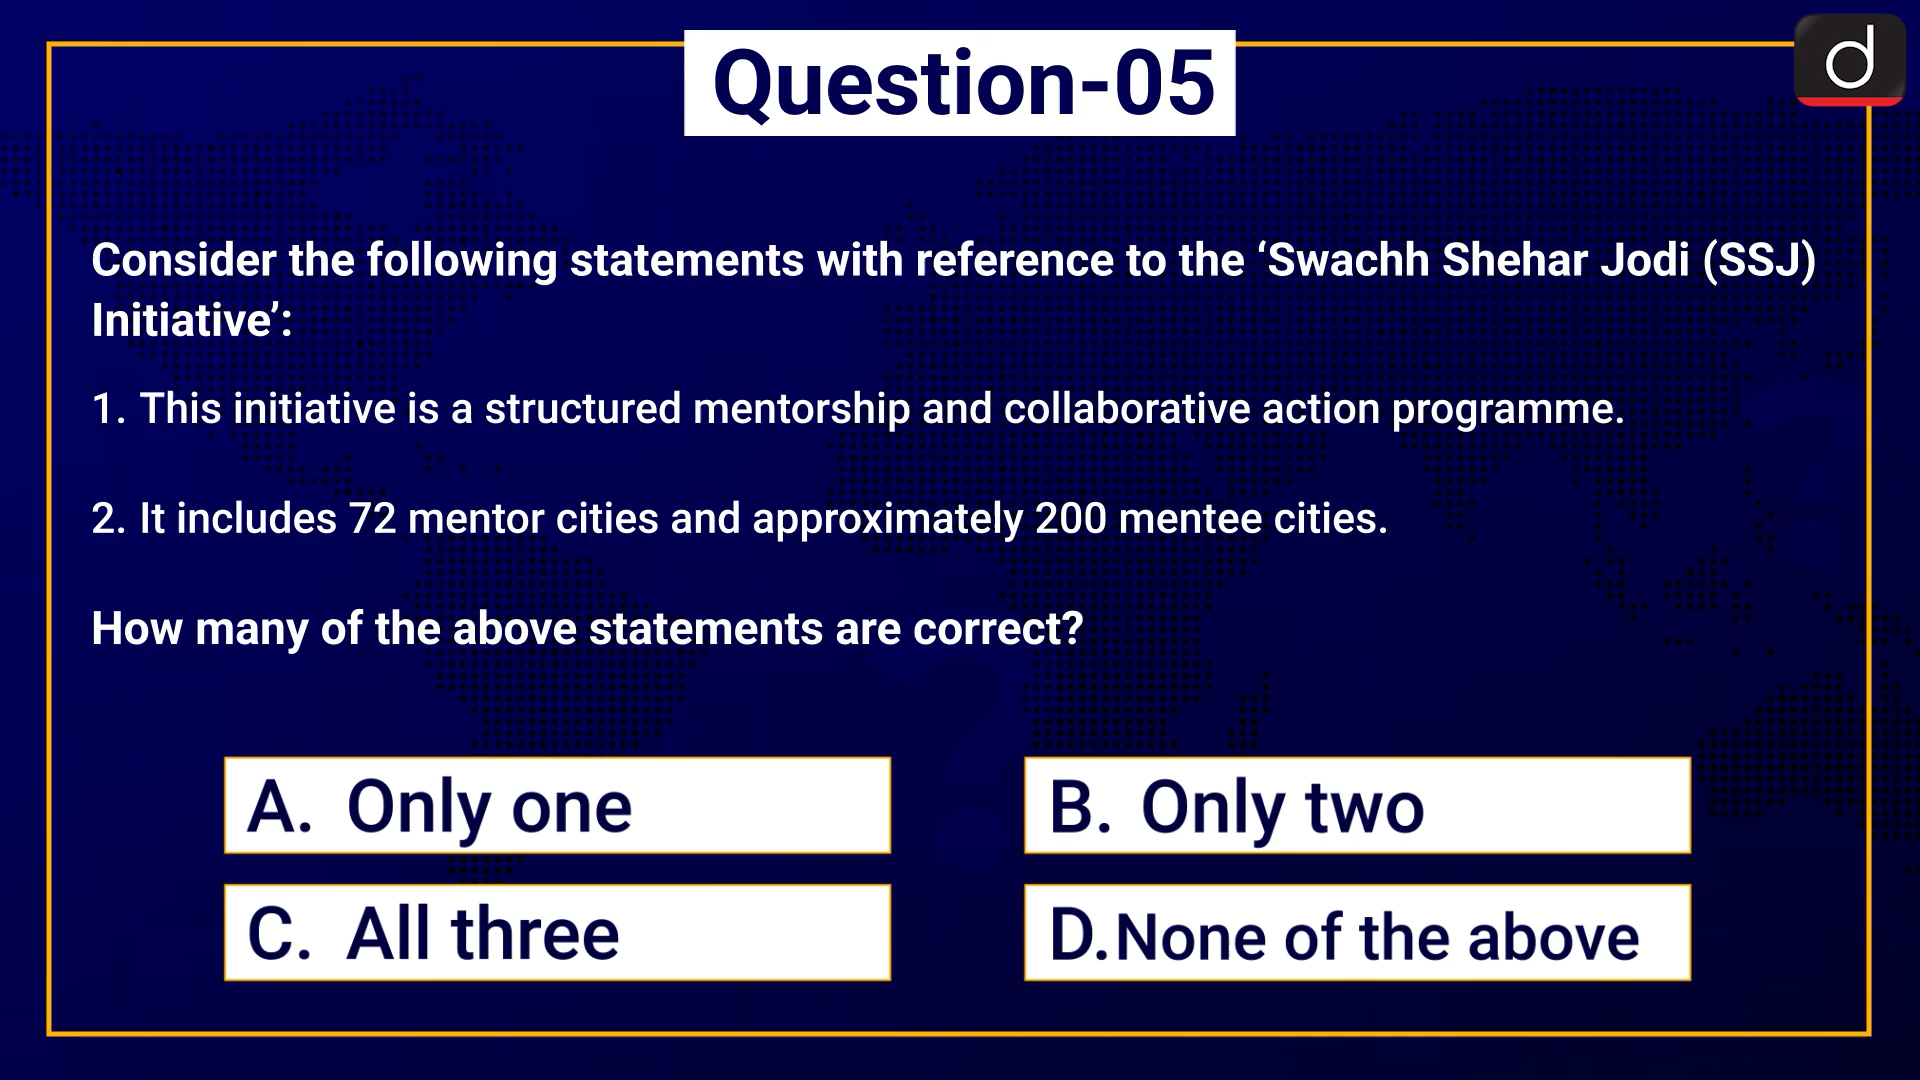 Question-05
d
Consider the following statements with reference to the ‘Swachh Shehar Jodi (SSJ)
Initiative’:
1. This initiative is a structured mentorship and collaborative action programme.
2. It includes 72 mentor cities and approximately 200 mentee cities.
How many of the above statements are correct?
A. Only one
B. Only two
C. All three
D.None of the above